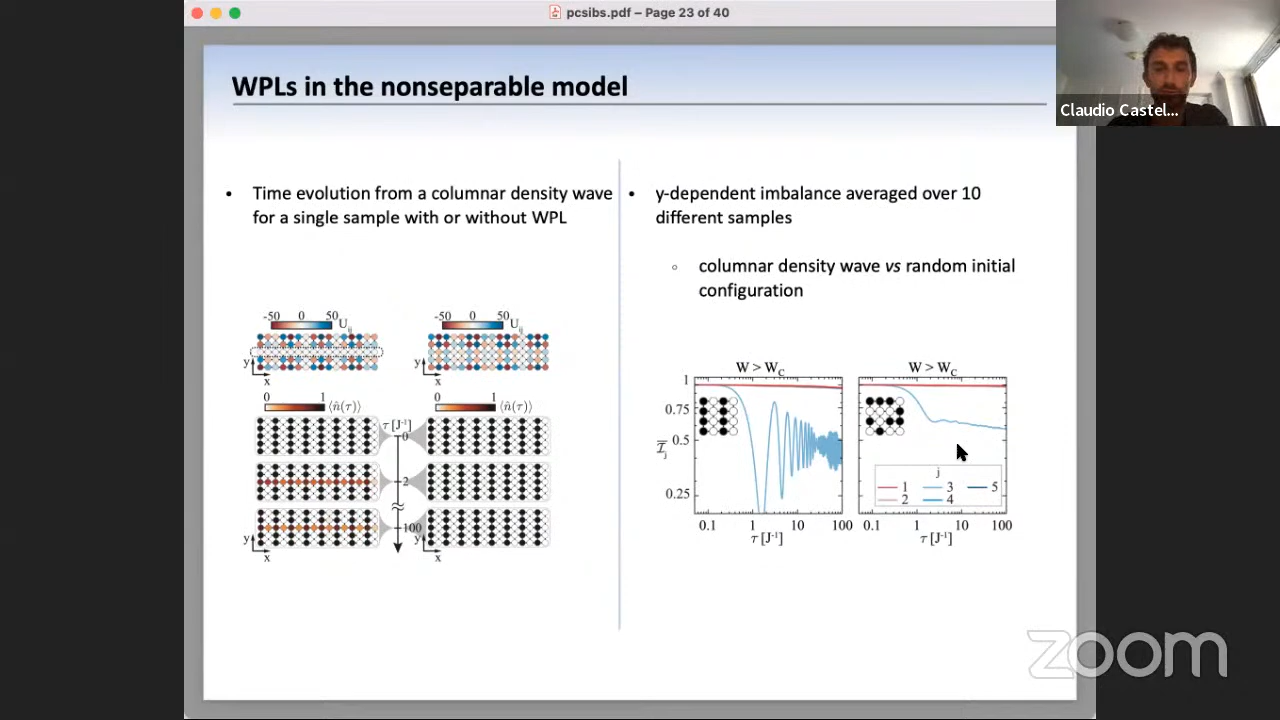 pcsibs.pdf – Page 23 of 40
Claudio Castel...
WPLs in the nonseparable model
• Time evolution from a columnar density wave
for a single sample with or without WPL
-50 0 50
U_ij
-50 0 50
U_ij
y
x
y
x
0 1
⟨n̂(τ)⟩
0 1
⟨n̂(τ)⟩
τ [J⁻¹]
0
2
100
y
x
y
x
• y-dependent imbalance averaged over 10
different samples
◦ columnar density wave vs random initial
configuration
W > W_C
W > W_C
1
0.75
0.5
0.25
j
1 3 5
2 4
0.1 1 10 100
0.1 1 10 100
τ [J⁻¹]
τ [J⁻¹]
zoom